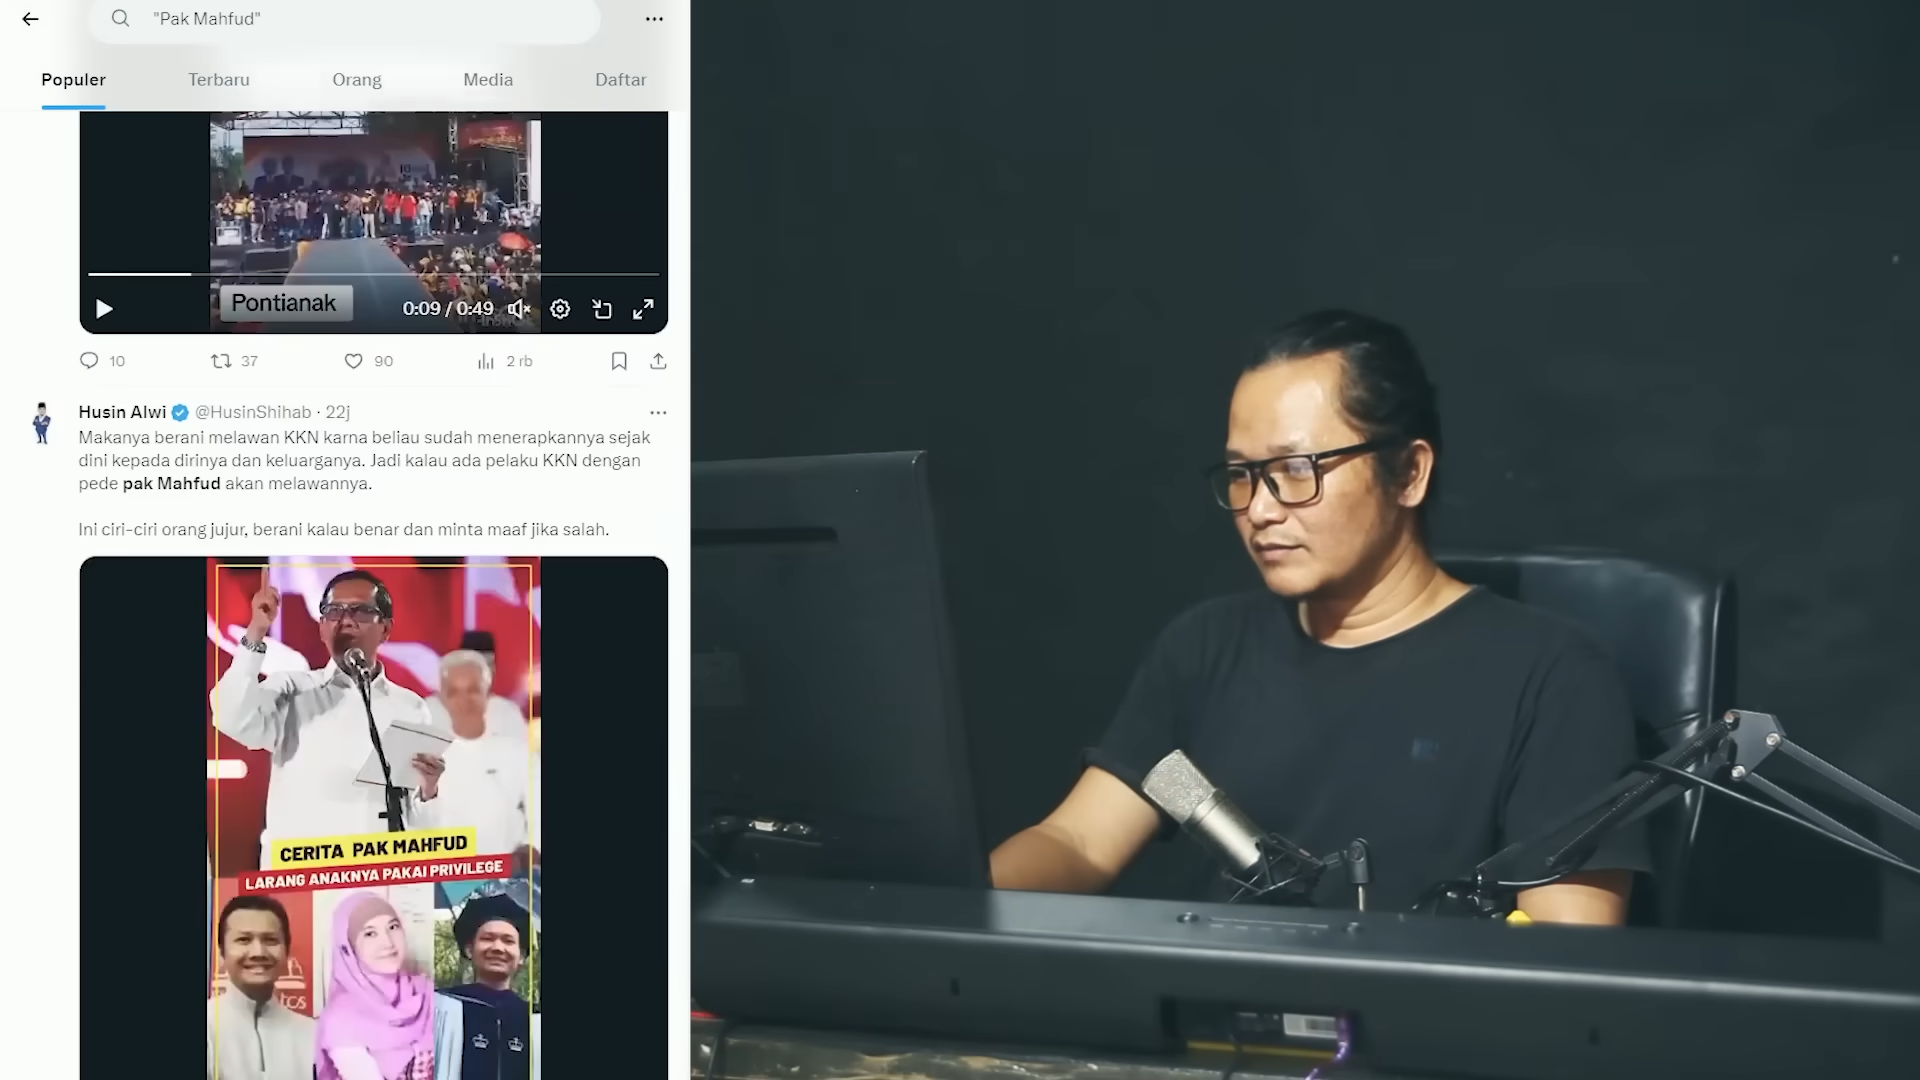 "Pak Mahfud"
Populer
Terbaru
Orang
Media
Daftar
Pontianak
0:09 / 0:49
10
37
90
2 rb
Husin Alwi @HusinShihab · 22j
Makanya berani melawan KKN karna beliau sudah menerapkannya sejak
dini kepada dirinya dan keluarganya. Jadi kalau ada pelaku KKN dengan
pede pak Mahfud akan melawannya.
Ini ciri-ciri orang jujur, berani kalau benar dan minta maaf jika salah.
CERITA PAK MAHFUD
LARANG ANAKNYA PAKAI PRIVILEGE
tcs